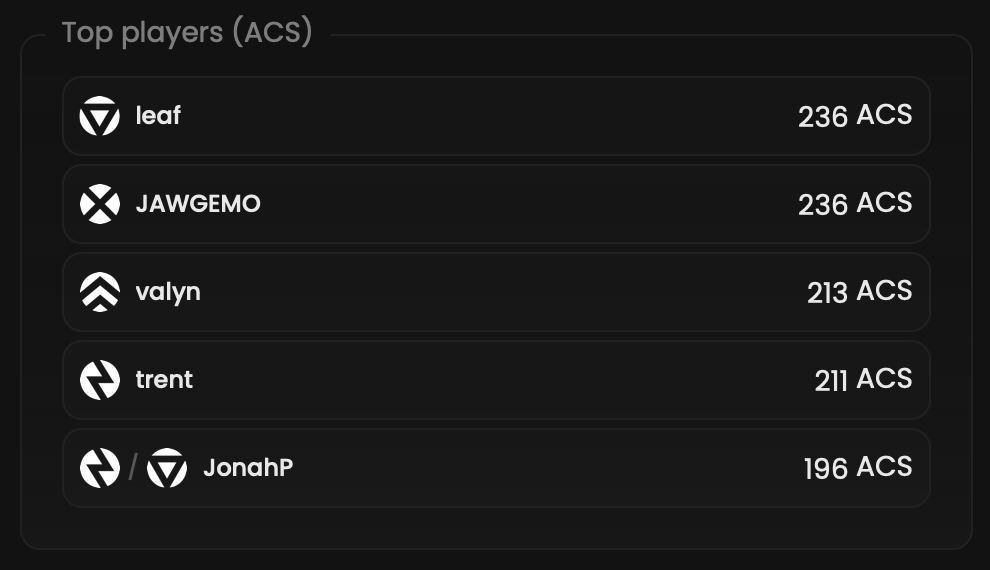 Top players (ACS)
leaf 236 ACS
JAWGEMO 236 ACS
valyn 213 ACS
trent 211 ACS
/ JonahP 196 ACS